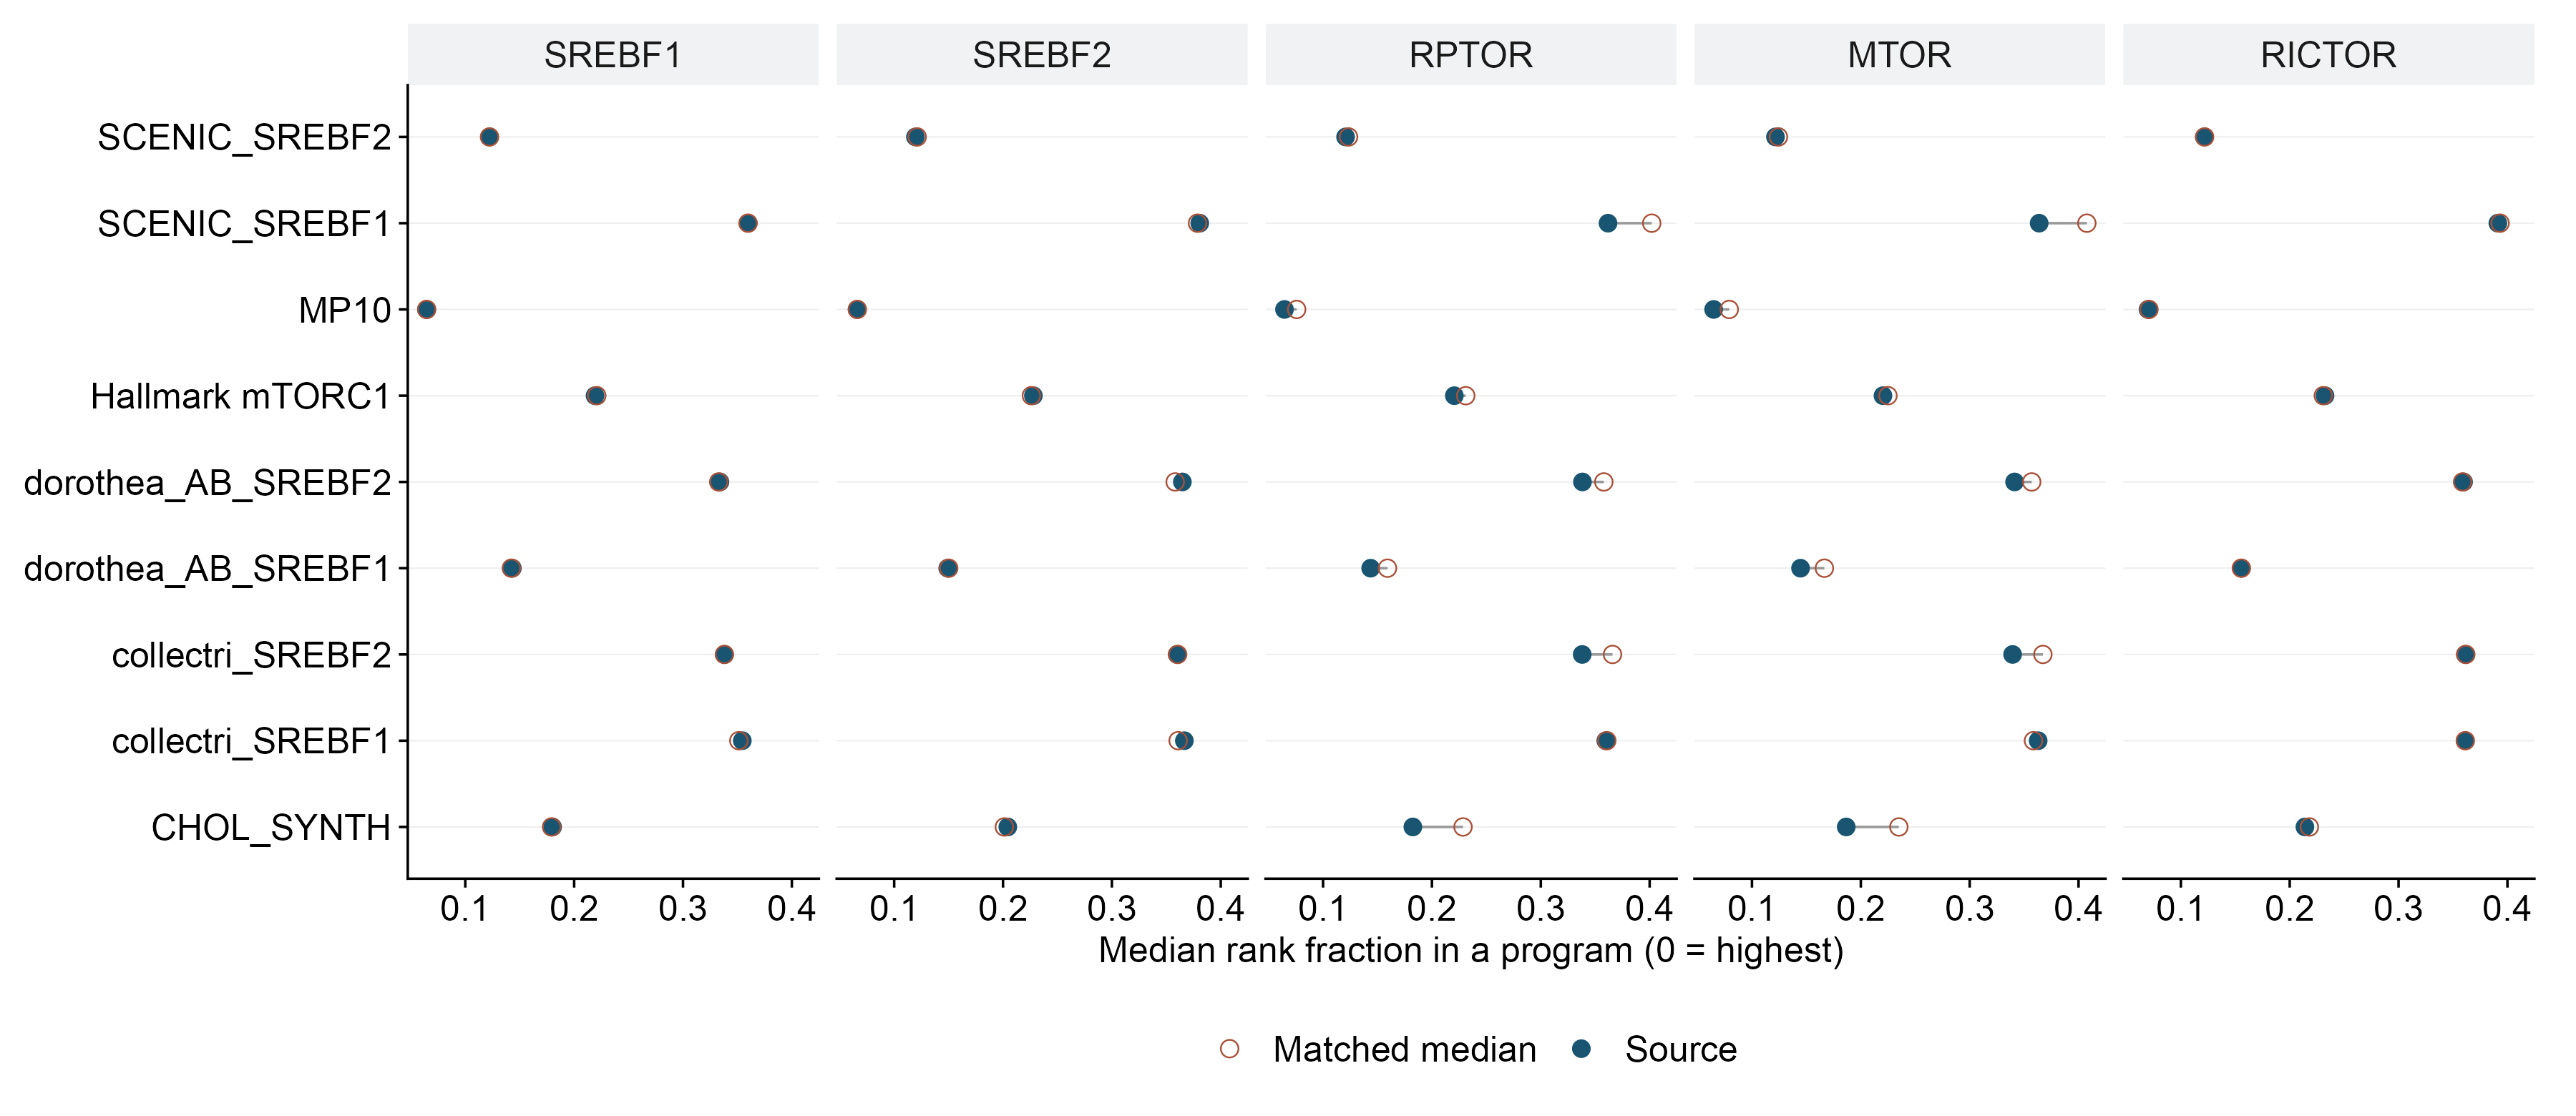 SREBF1 SREBF2 RPTOR MTOR RICTOR
SCENIC_SREBF2
SCENIC_SREBF1
MP10
Hallmark mTORC1
dorothea_AB_SREBF2
dorothea_AB_SREBF1
collectri_SREBF2
collectri_SREBF1
CHOL_SYNTH
0.1 0.2 0.3 0.4 0.1 0.2 0.3 0.4 0.1 0.2 0.3 0.4 0.1 0.2 0.3 0.4 0.1 0.2 0.3 0.4
Median rank fraction in a program (0 = highest)
Matched median Source